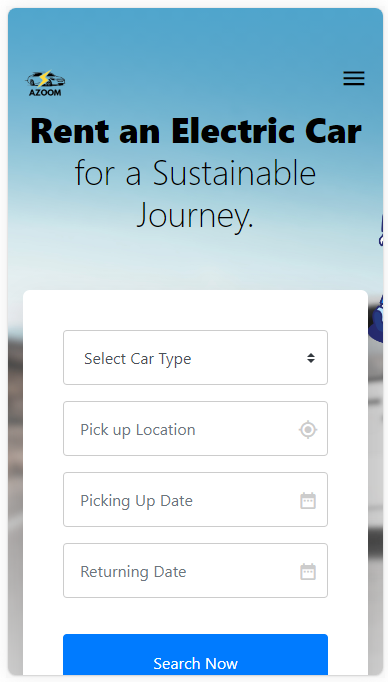 AZOOM
Rent an Electric Car
for a Sustainable
Journey.
Select Car Type
Pick up Location
Picking Up Date
Returning Date
Search Now